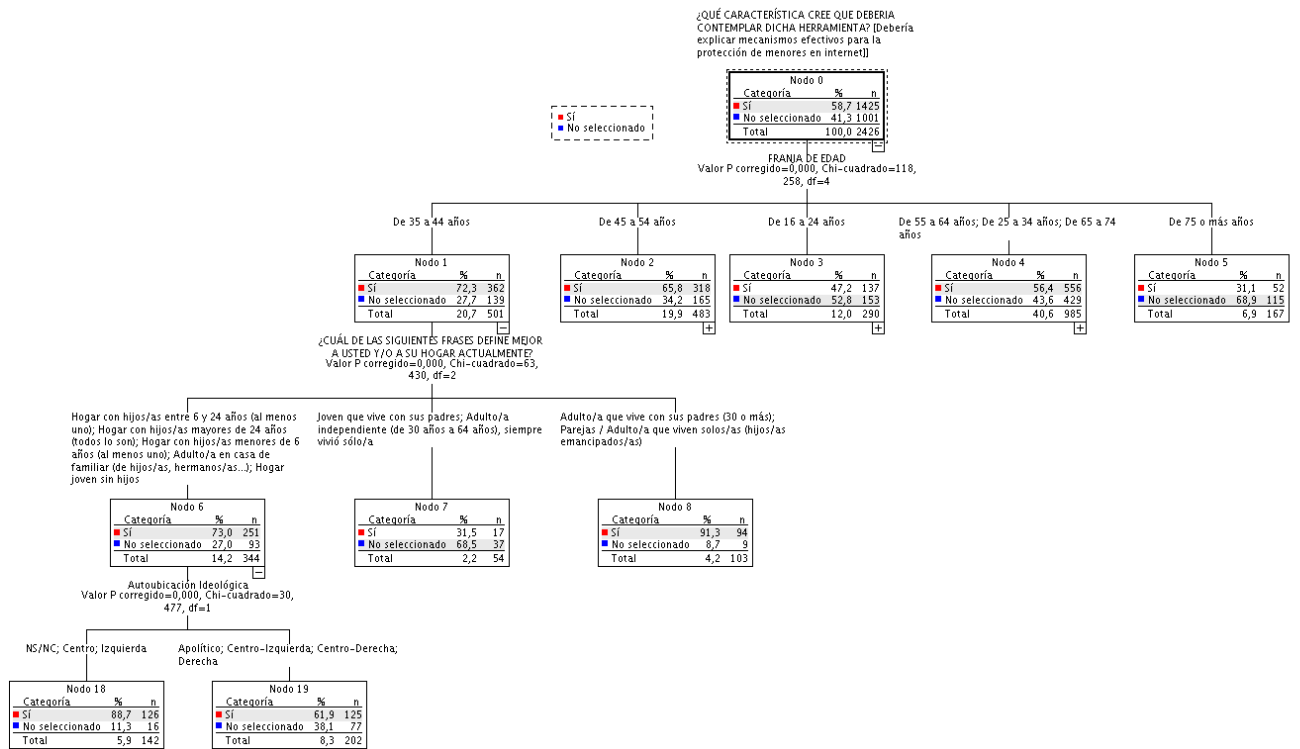 ¿QUÉ CARACTERÍSTICA CREE QUE DEBERIA
CONTEMPLAR DICHA HERRAMIENTA? [Debería
explicar mecanismos efectivos para la
protección de menores en internet]]
Nodo 0
Categoría % n
Sí 58,7 1425
No seleccionado 41,3 1001
Total 100,0 2426
Sí
No seleccionado
FRANJA DE EDAD
Valor P corregido=0,000, Chi-cuadrado=118,
258, df=4
De 35 a 44 años
De 45 a 54 años
De 16 a 24 años
De 55 a 64 años; De 25 a 34 años; De 65 a 74
años
De 75 o más años
Nodo 1
Categoría % n
Sí 72,3 362
No seleccionado 27,7 139
Total 20,7 501
Nodo 2
Categoría % n
Sí 65,8 318
No seleccionado 34,2 165
Total 19,9 483
Nodo 3
Categoría % n
Sí 47,2 137
No seleccionado 52,8 153
Total 12,0 290
Nodo 4
Categoría % n
Sí 56,4 556
No seleccionado 43,6 429
Total 40,6 985
Nodo 5
Categoría % n
Sí 31,1 52
No seleccionado 68,9 115
Total 6,9 167
¿CUÁL DE LAS SIGUIENTES FRASES DEFINE MEJOR
A USTED Y/O A SU HOGAR ACTUALMENTE?
Valor P corregido=0,000, Chi-cuadrado=63,
430, df=2
Hogar con hijos/as entre 6 y 24 años (al menos
uno); Hogar con hijos/as mayores de 24 años
(todos lo son); Hogar con hijos/as menores de 6
años (al menos uno); Adulto/a en casa de
familiar (de hijos/as, hermanos/as...); Hogar
joven sin hijos
Joven que vive con sus padres; Adulto/a
independiente (de 30 años a 64 años), siempre
vivió sólo/a
Adulto/a que vive con sus padres (30 o más);
Parejas / Adulto/a que viven solos/as (hijos/as
emancipados/as)
Nodo 6
Categoría % n
Sí 73,0 251
No seleccionado 27,0 93
Total 14,2 344
Nodo 7
Categoría % n
Sí 31,5 17
No seleccionado 68,5 37
Total 2,2 54
Nodo 8
Categoría % n
Sí 91,3 94
No seleccionado 8,7 9
Total 4,2 103
Autoubicación Ideológica
Valor P corregido=0,000, Chi-cuadrado=30,
477, df=1
NS/NC; Centro; Izquierda
Apolítico; Centro-Izquierda; Centro-Derecha;
Derecha
Nodo 18
Categoría % n
Sí 88,7 126
No seleccionado 11,3 16
Total 5,9 142
Nodo 19
Categoría % n
Sí 61,9 125
No seleccionado 38,1 77
Total 8,3 202